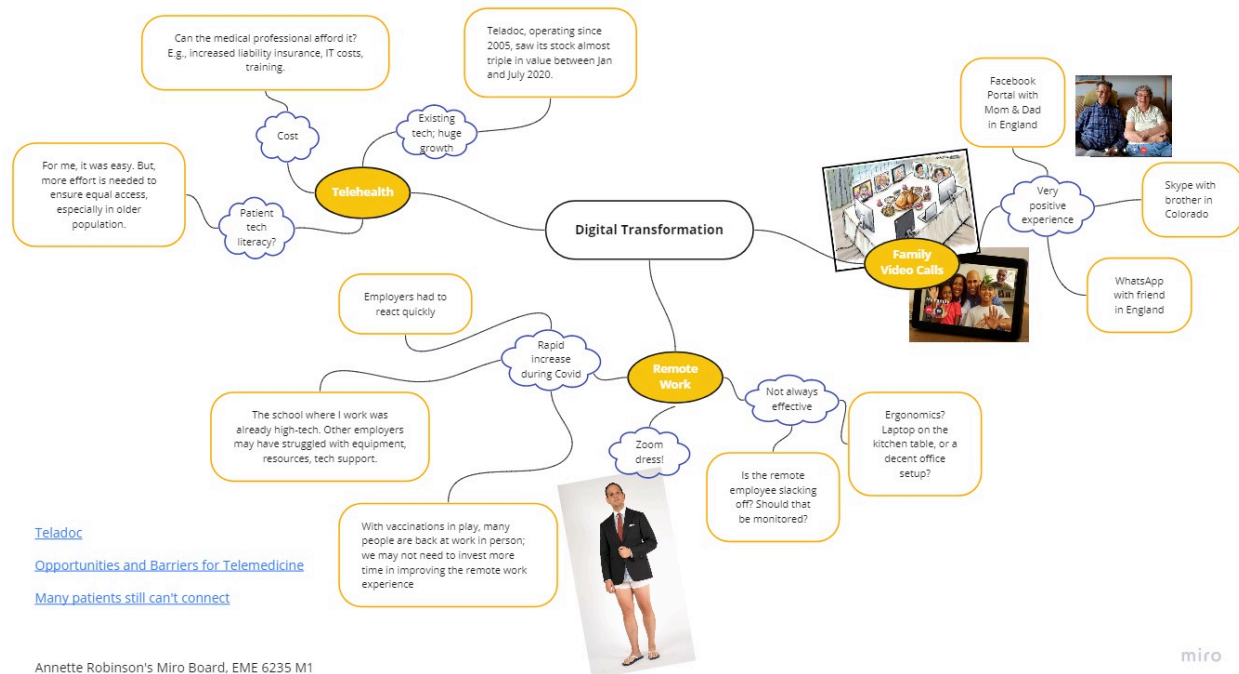 Can the medical professional afford it?
E.g., increased liability insurance, IT costs,
training.
Teladoc, operating since
2005, saw its stock almost
triple in value between Jan
and July 2020.
Cost
Existing
tech; huge
growth
For me, it was easy. But,
more effort is needed to
ensure equal access,
especially in older
population.
Patient
tech
literacy?
Telehealth
Digital Transformation
Family
Video Calls
Facebook
Portal with
Mom & Dad
in England
Very
positive
experience
Skype with
brother in
Colorado
WhatsApp
with friend
in England
Employers had to
react quickly
Rapid
increase
during Covid
Remote
Work
The school where I work was
already high-tech. Other employers
may have struggled with equipment,
resources, tech support.
With vaccinations in play, many
people are back at work in person;
we may not need to invest more
time in improving the remote work
experience
Zoom
dress!
Not always
effective
Is the remote
employee slacking
off? Should that
be monitored?
Ergonomics?
Laptop on the
kitchen table, or a
decent office
setup?
Teladoc
Opportunities and Barriers for Telemedicine
Many patients still can't connect
Annette Robinson's Miro Board, EME 6235 M1
miro